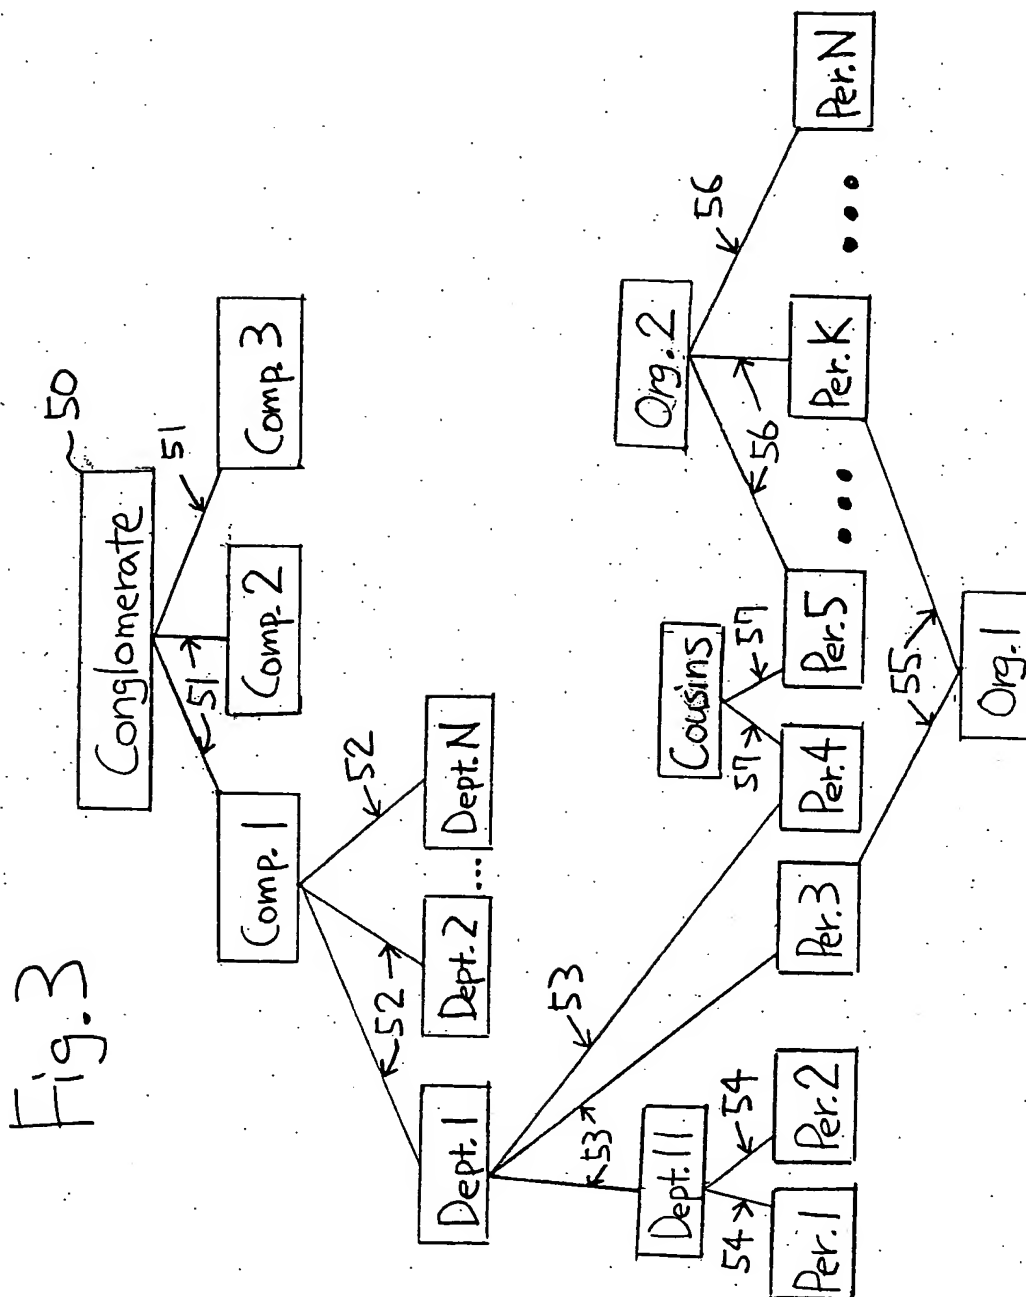 Fig.3
Conglomerate
50
51
51
Comp. 1
Comp. 2
Comp. 3
52
52
Dept. 1
Dept. 2
...
Dept. N
53
53
Dept. 11
Cousins
Org. 2
54
54
57
57
56
56
Per. 1
Per. 2
Per. 3
Per. 4
Per. 5
...
Per. K
...
Per. N
55
Org. 1